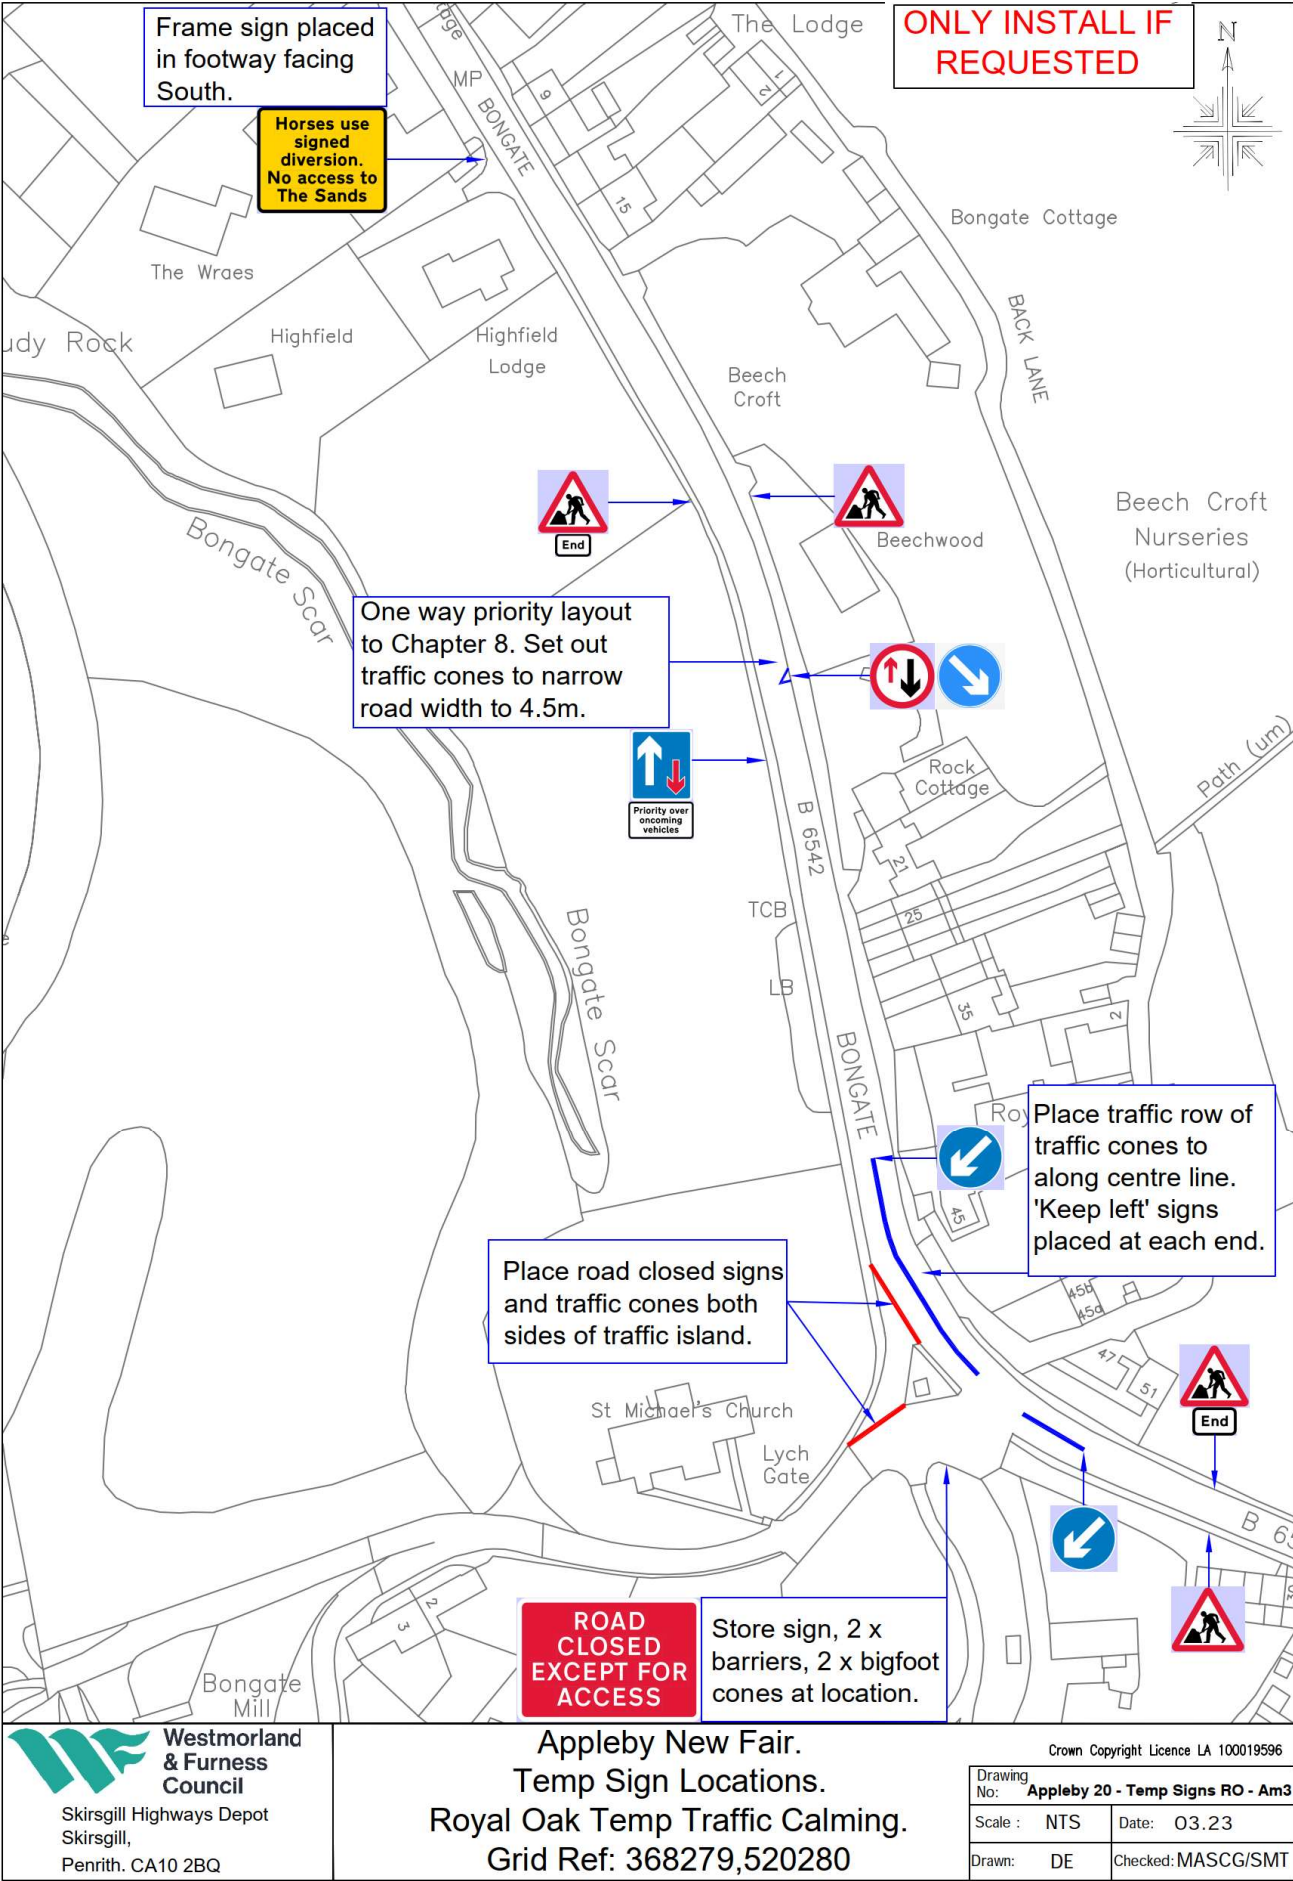 Frame sign placed
in footway facing
South.
Horses use
signed
diversion.
No access to
The Sands
ONLY INSTALL IF
REQUESTED
N
The Lodge
MP
BONGATE
9
1
2
15
Bongate Cottage
The Wraes
Highfield
Highfield
Lodge
udy Rock
BACK LANE
Beech
Croft
Beech Croft
Nurseries
(Horticultural)
End
Beechwood
Bongate Scar
One way priority layout
to Chapter 8. Set out
traffic cones to narrow
road width to 4.5m.
Priority over
oncoming
vehicles
Rock
Cottage
Path (um)
B 6542
21
25
TCB
LB
35
2
Bongate Scar
BONGATE
Roy
Place traffic row of
traffic cones to
along centre line.
'Keep left' signs
placed at each end.
45
45b
45a
47
51
Place road closed signs
and traffic cones both
sides of traffic island.
St Michael's Church
Lych
Gate
End
B 65
2
3
Bongate
Mill
ROAD
CLOSED
EXCEPT FOR
ACCESS
Store sign, 2 x
barriers, 2 x bigfoot
cones at location.
Westmorland
& Furness
Council
Skirsgill Highways Depot
Skirsgill,
Penrith. CA10 2BQ
Appleby New Fair.
Temp Sign Locations.
Royal Oak Temp Traffic Calming.
Grid Ref: 368279,520280
Crown Copyright Licence LA 100019596
Drawing
No: Appleby 20 - Temp Signs RO - Am3
Scale : NTS Date: 03.23
Drawn: DE Checked: MASCG/SMT